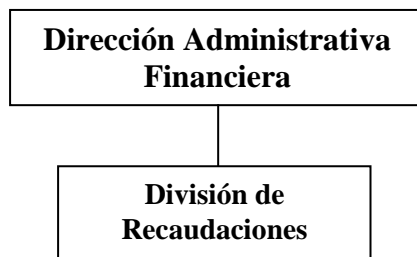 Dirección Administrativa
Financiera
División de
Recaudaciones